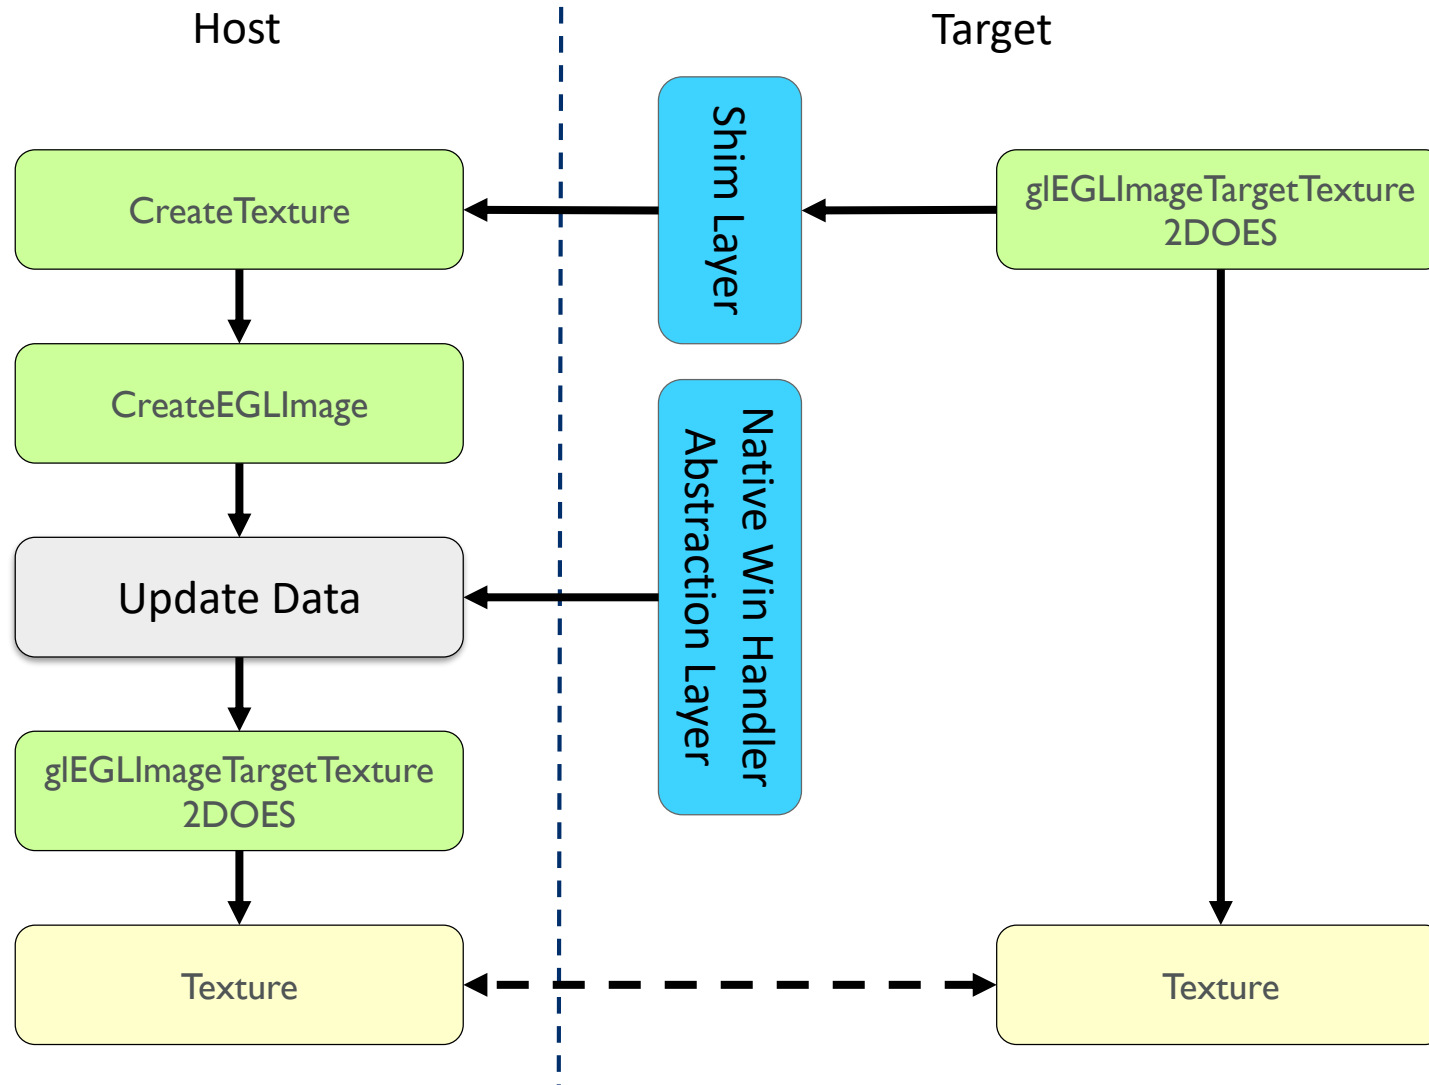 Host
Target
Shim Layer
CreateTexture
glEGLImageTargetTexture
2DOES
CreateEGLImage
Native Win Handler
Abstraction Layer
Update Data
glEGLImageTargetTexture
2DOES
Texture
Texture